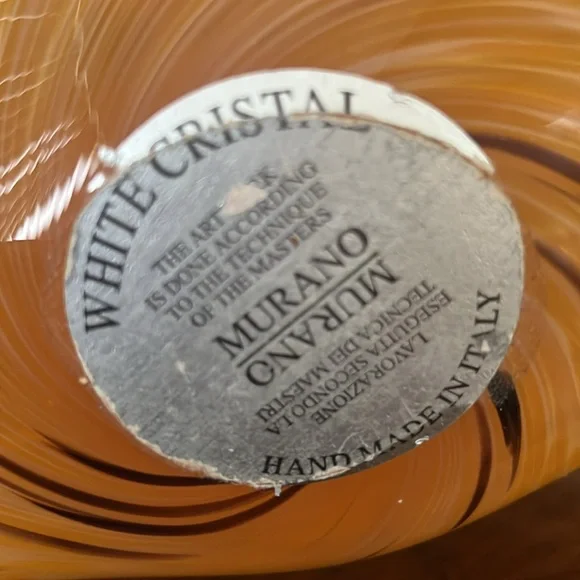 WHITE CRISTAL
THE ART
IS DONE ACCORDING
TO THE TECHNIQUE
OF THE MASTERS
MURANO
MURANO
LAVORAZIONE
ESEGUITA SECONDO LA
TECNICA DEI MAESTRI
HAND MADE IN ITALY